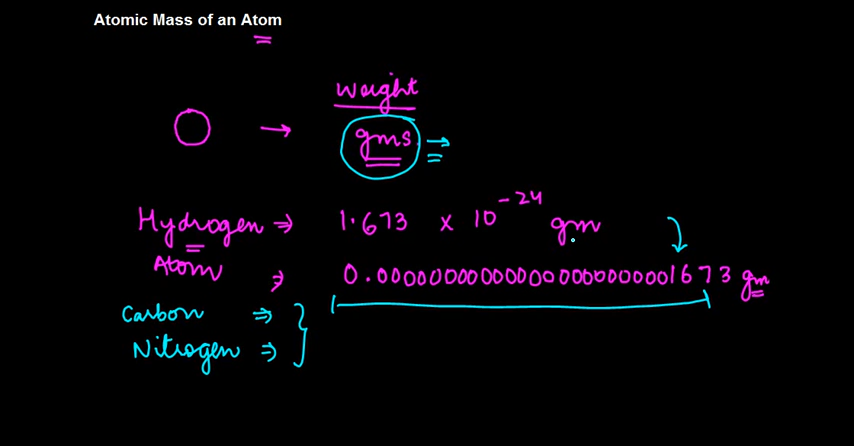 Atomic Mass of an Atom
weight
gms
Hydrogen ⇒ 1.673 x 10⁻²⁴ gm
Atom ⇒ 0.000000000000000000000001673 gm
Carbon ⇒
Nitrogen ⇒